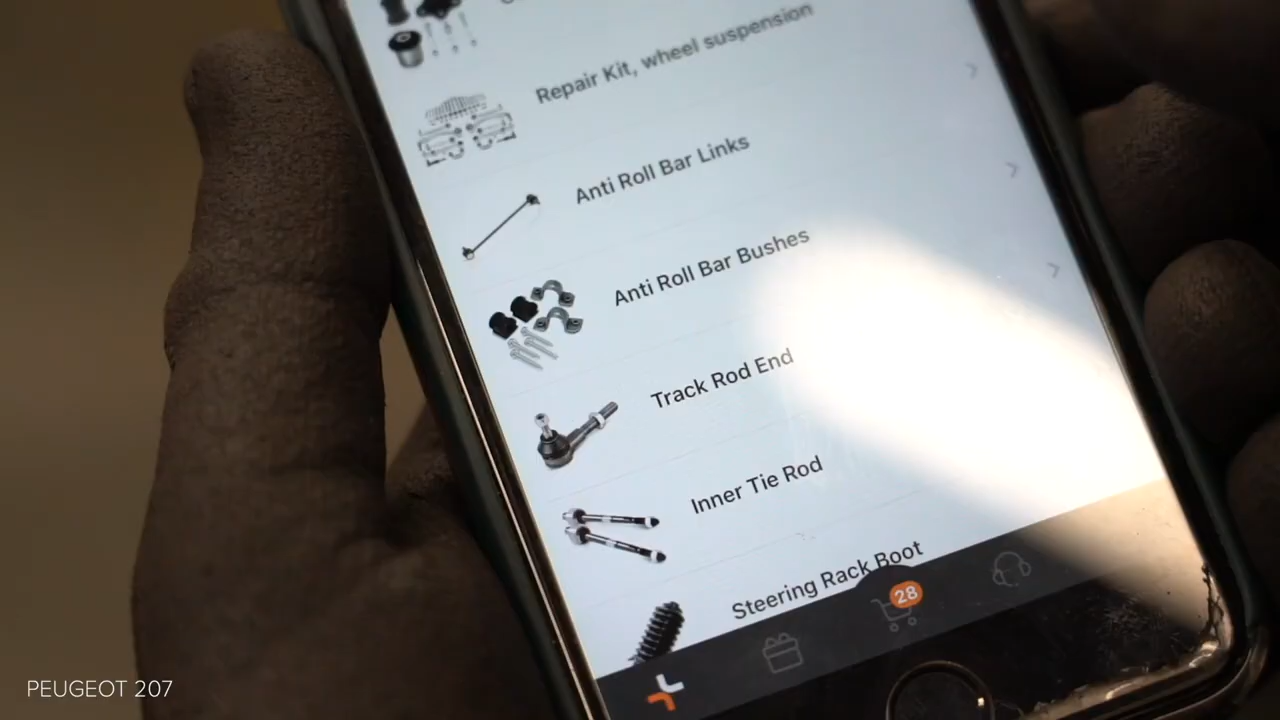 Repair Kit, wheel suspension
Anti Roll Bar Links
Anti Roll Bar Bushes
Track Rod End
Inner Tie Rod
Steering Rack Boot
28
PEUGEOT 207